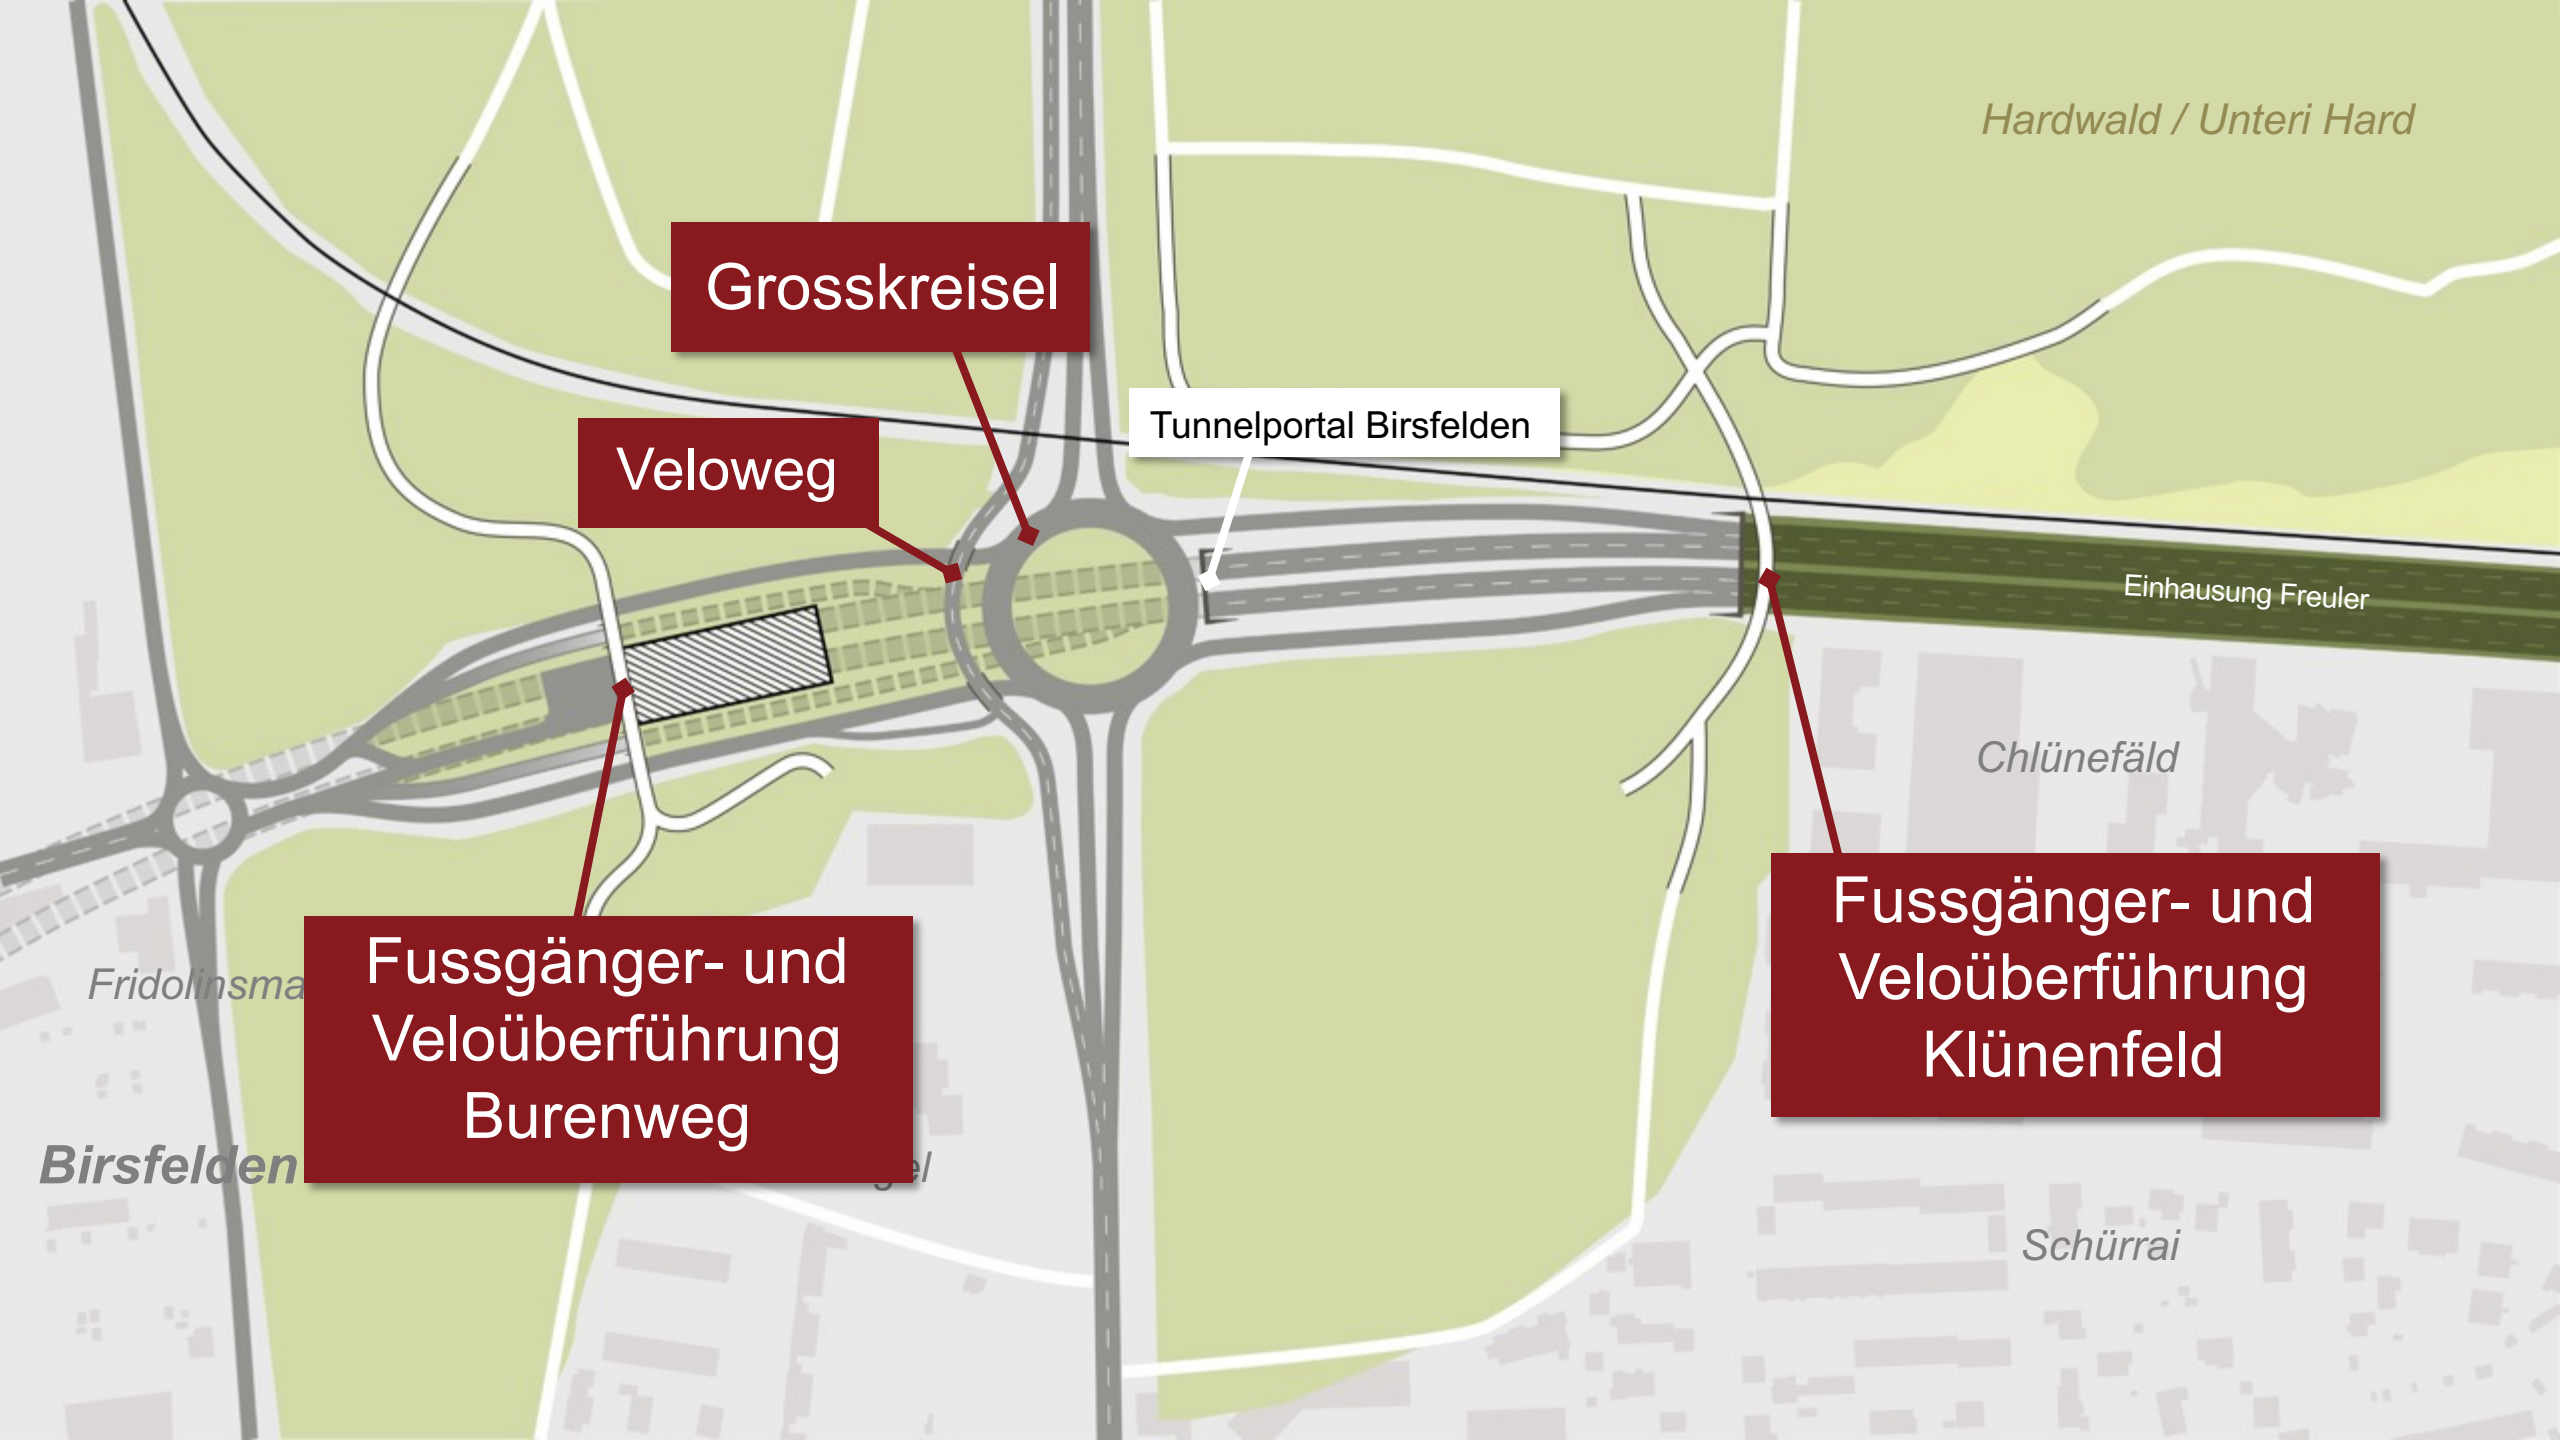 Hardwald / Unteri Hard
Grosskreisel
Tunnelportal Birsfelden
Veloweg
Einhausung Freuler
Chlünefäld
Fussgänger- und
Veloüberführung
Klünenfeld
Fussgänger- und
Veloüberführung
Burenweg
Birsfelden
Schürrai